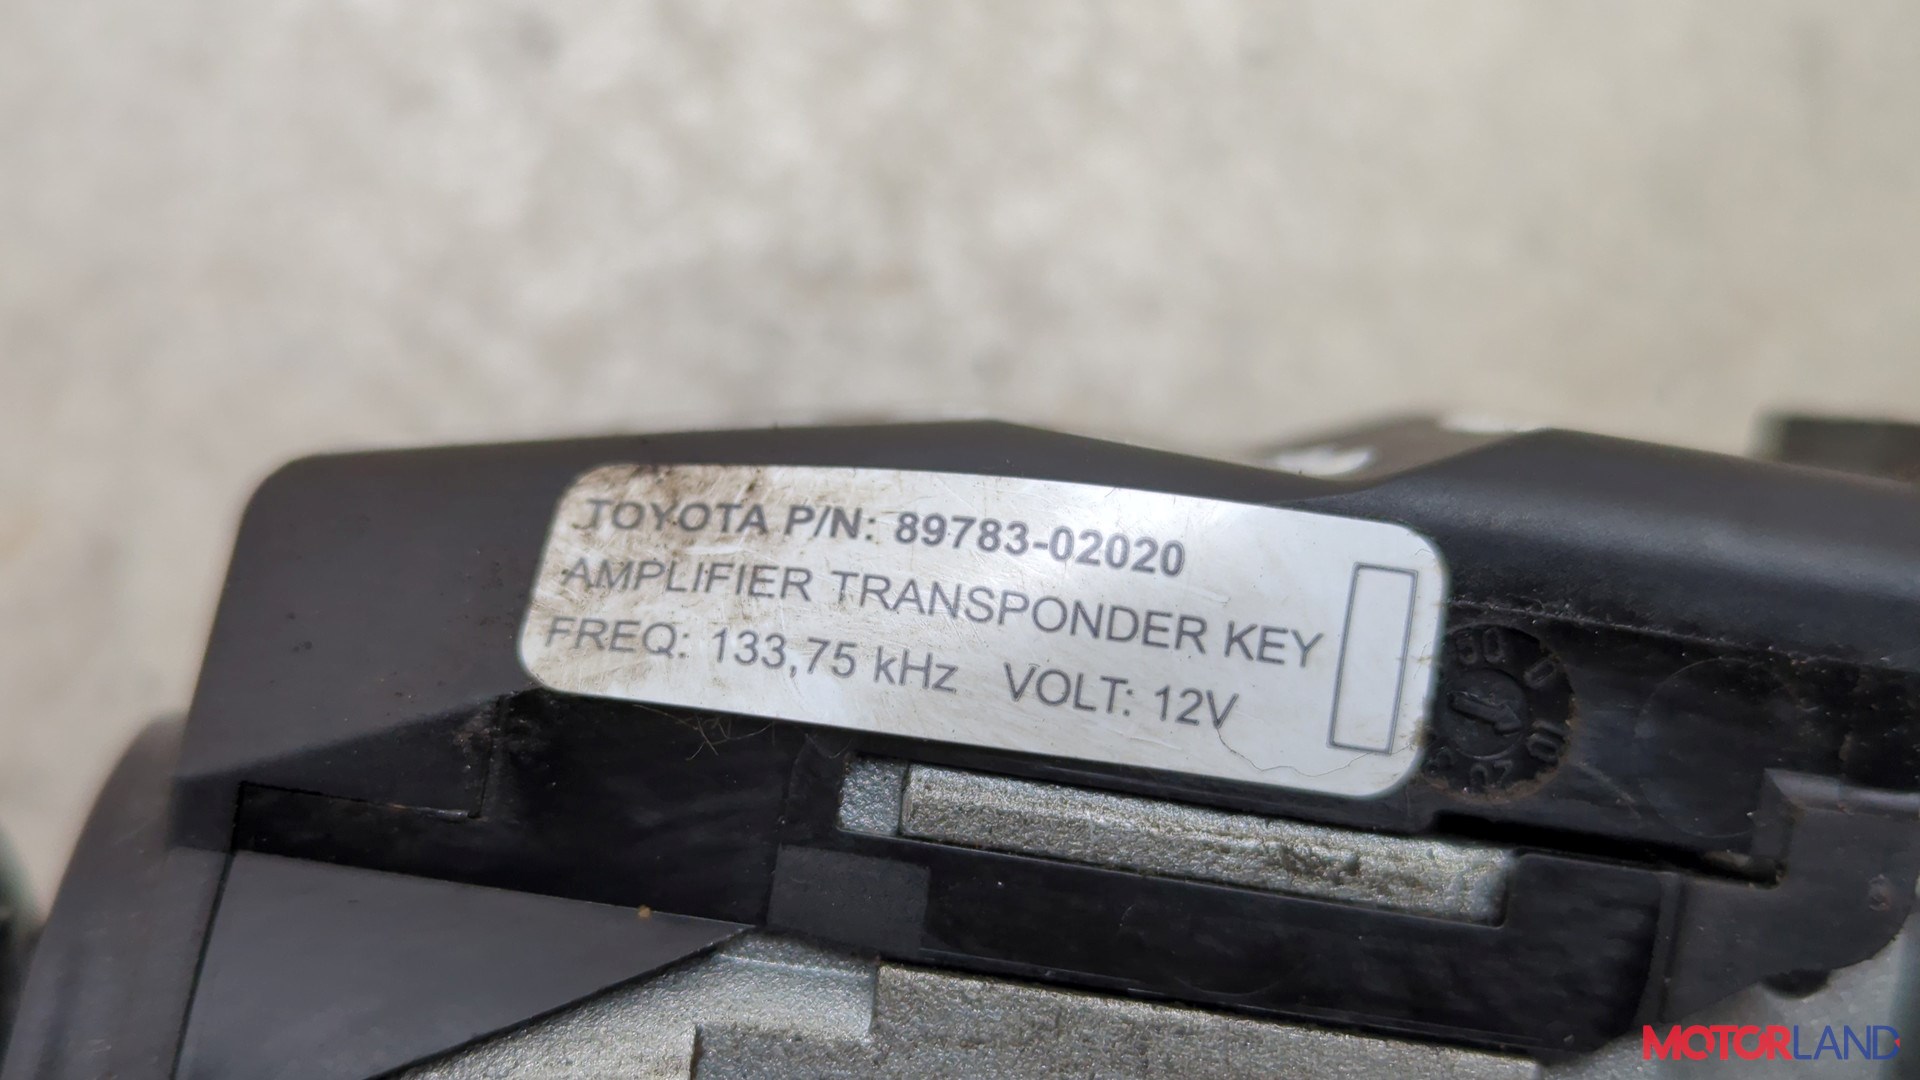 TOYOTA P/N: 89783-02020
AMPLIFIER TRANSPONDER KEY
FREQ: 133,75 kHz VOLT: 12V
MOTORLAND